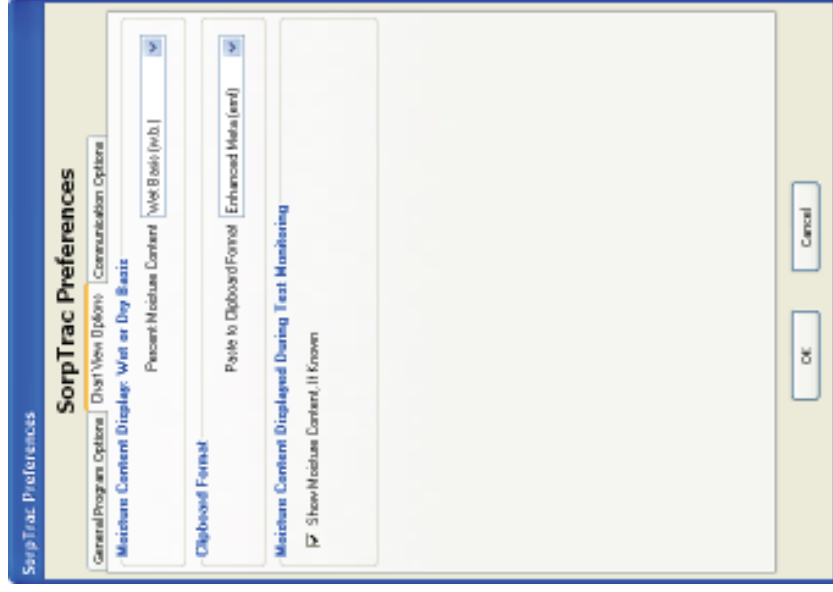 SorpTrac Preferences
SorpTrac Preferences
General Program Options Chart View Options Communication Options
Moisture Content Display: Wet or Dry Basis
Percent Moisture Content Wet Basis (w.b.)
Clipboard Format
Paste to Clipboard Format Enhanced Meta (emf)
Moisture Content Displayed During Test Monitoring
Show Moisture Content, If Known
OK Cancel